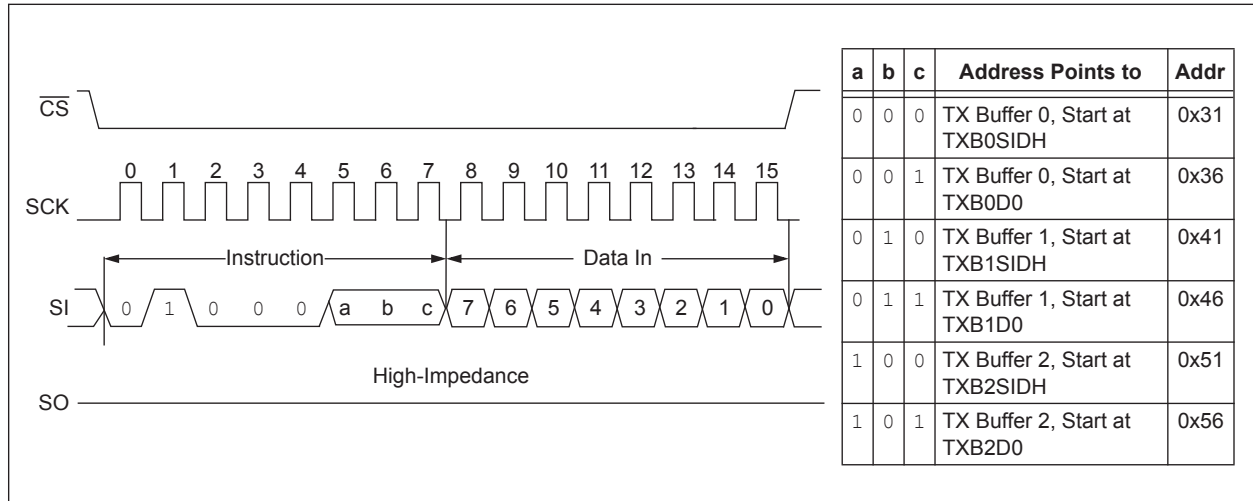 CS
0 1 2 3 4 5 6 7 8 9 10 11 12 13 14 15
SCK
Instruction Data In
SI 0 1 0 0 0 a b c 7 6 5 4 3 2 1 0
High-Impedance
SO
a b c Address Points to Addr
0 0 0 TX Buffer 0, Start at 0x31
TXB0SIDH
0 0 1 TX Buffer 0, Start at 0x36
TXB0D0
0 1 0 TX Buffer 1, Start at 0x41
TXB1SIDH
0 1 1 TX Buffer 1, Start at 0x46
TXB1D0
1 0 0 TX Buffer 2, Start at 0x51
TXB2SIDH
1 0 1 TX Buffer 2, Start at 0x56
TXB2D0